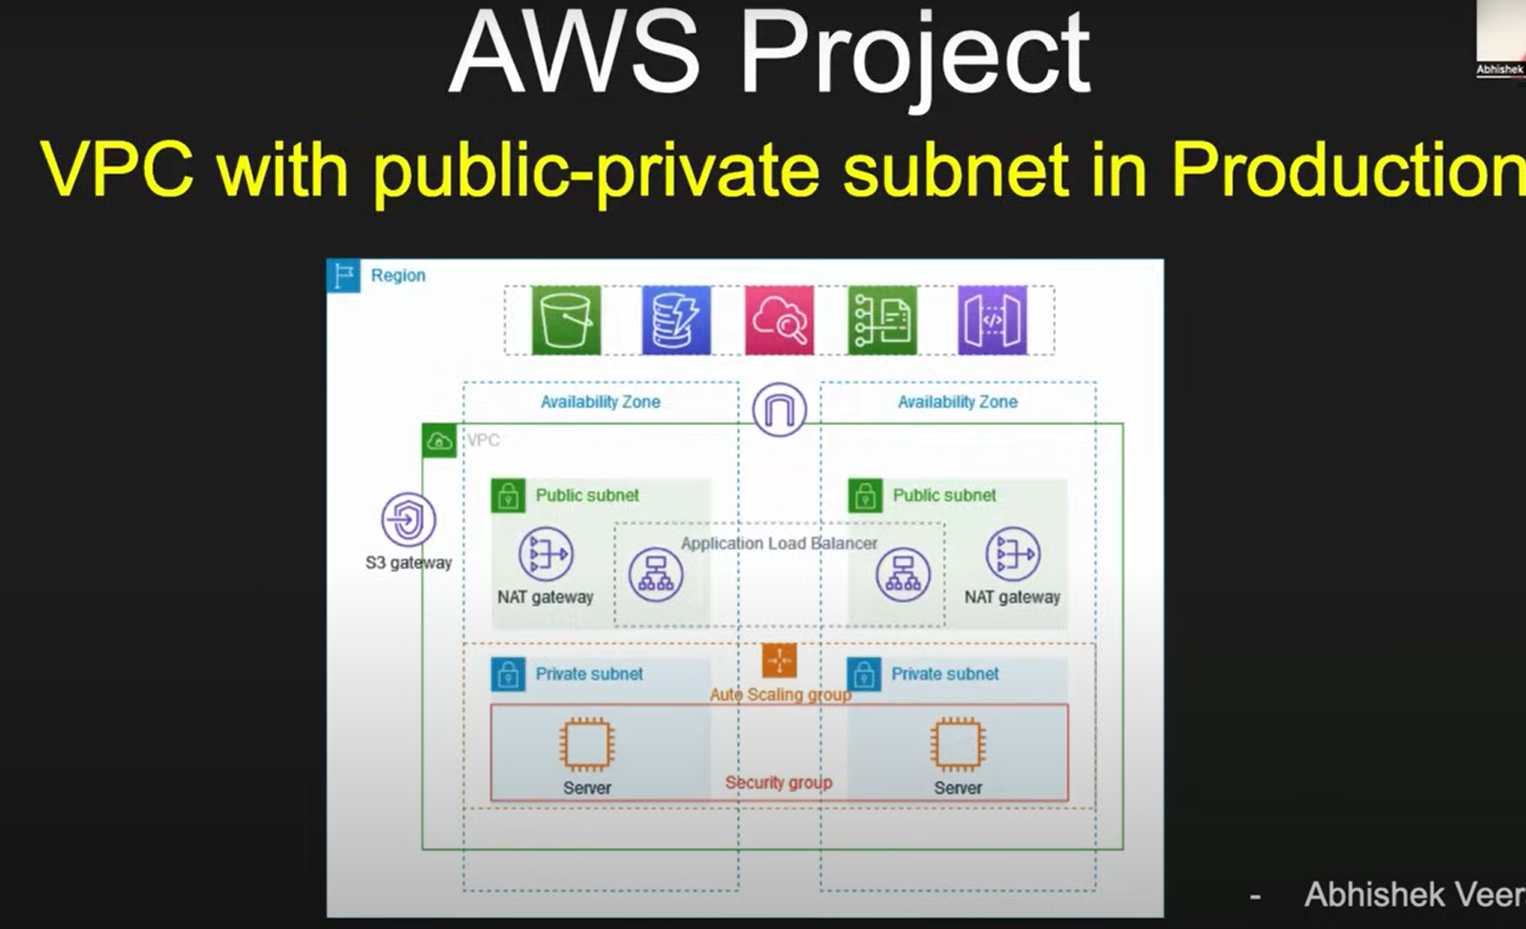 AWS Project
Abhishek
VPC with public-private subnet in Production
Region
Availability Zone
Availability Zone
VPC
Public subnet
Public subnet
Application Load Balancer
S3 gateway
NAT gateway
NAT gateway
Private subnet
Private subnet
Auto Scaling group
Security group
Server
Server
- Abhishek Veer